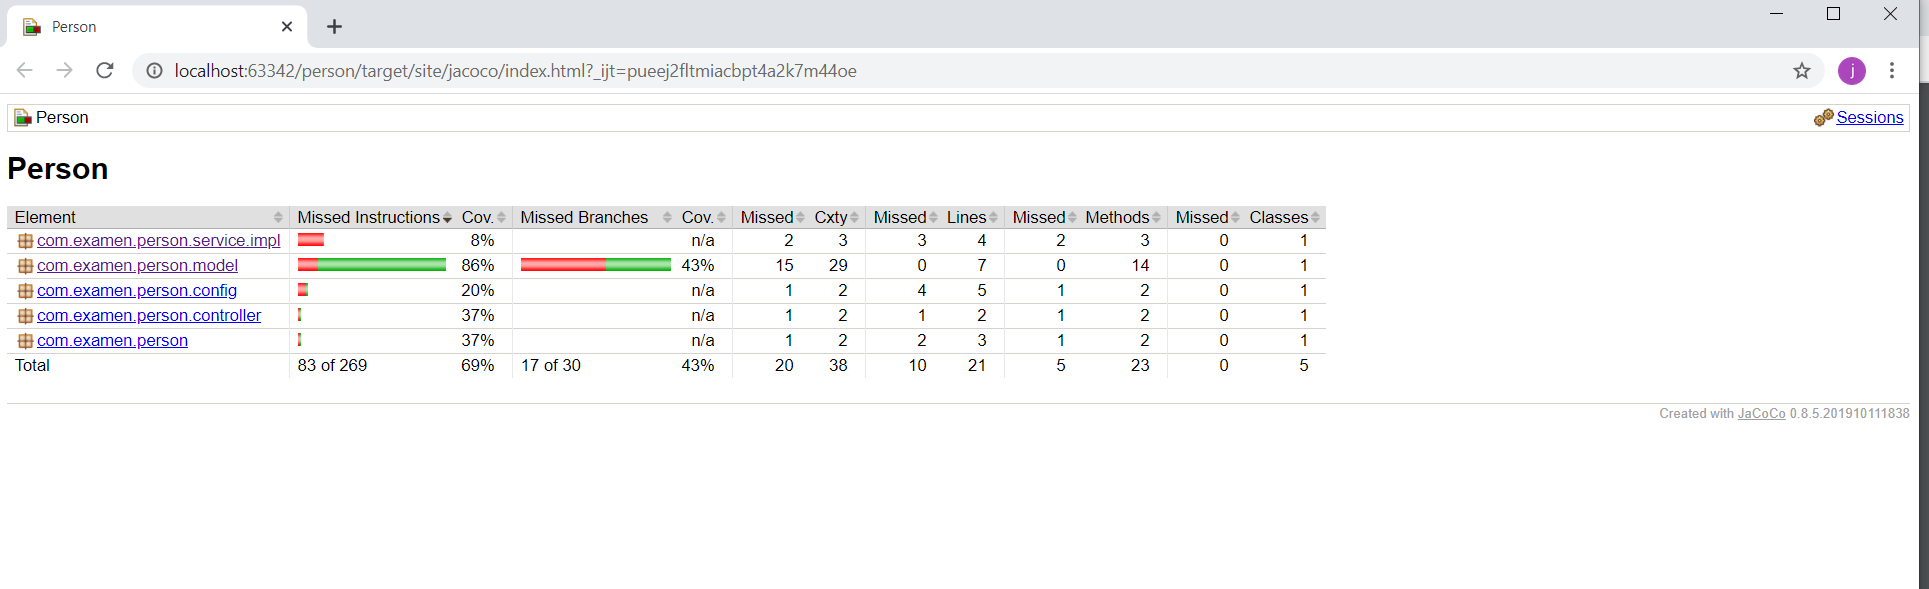 Person
localhost:63342/person/target/site/jacoco/index.html?_ijt=pueej2fltmiacbpt4a2k7m44oe
j
Person Sessions
Person
Element Missed Instructions Cov. Missed Branches Cov. Missed Cxty Missed Lines Missed Methods Missed Classes
com.examen.person.service.impl 8% n/a 2 3 3 4 2 3 0 1
com.examen.person.model 86% 43% 15 29 0 7 0 14 0 1
com.examen.person.config 20% n/a 1 2 4 5 1 2 0 1
com.examen.person.controller 37% n/a 1 2 1 2 1 2 0 1
com.examen.person 37% n/a 1 2 2 3 1 2 0 1
Total 83 of 269 69% 17 of 30 43% 20 38 10 21 5 23 0 5
Created with JaCoCo 0.8.5.201910111838